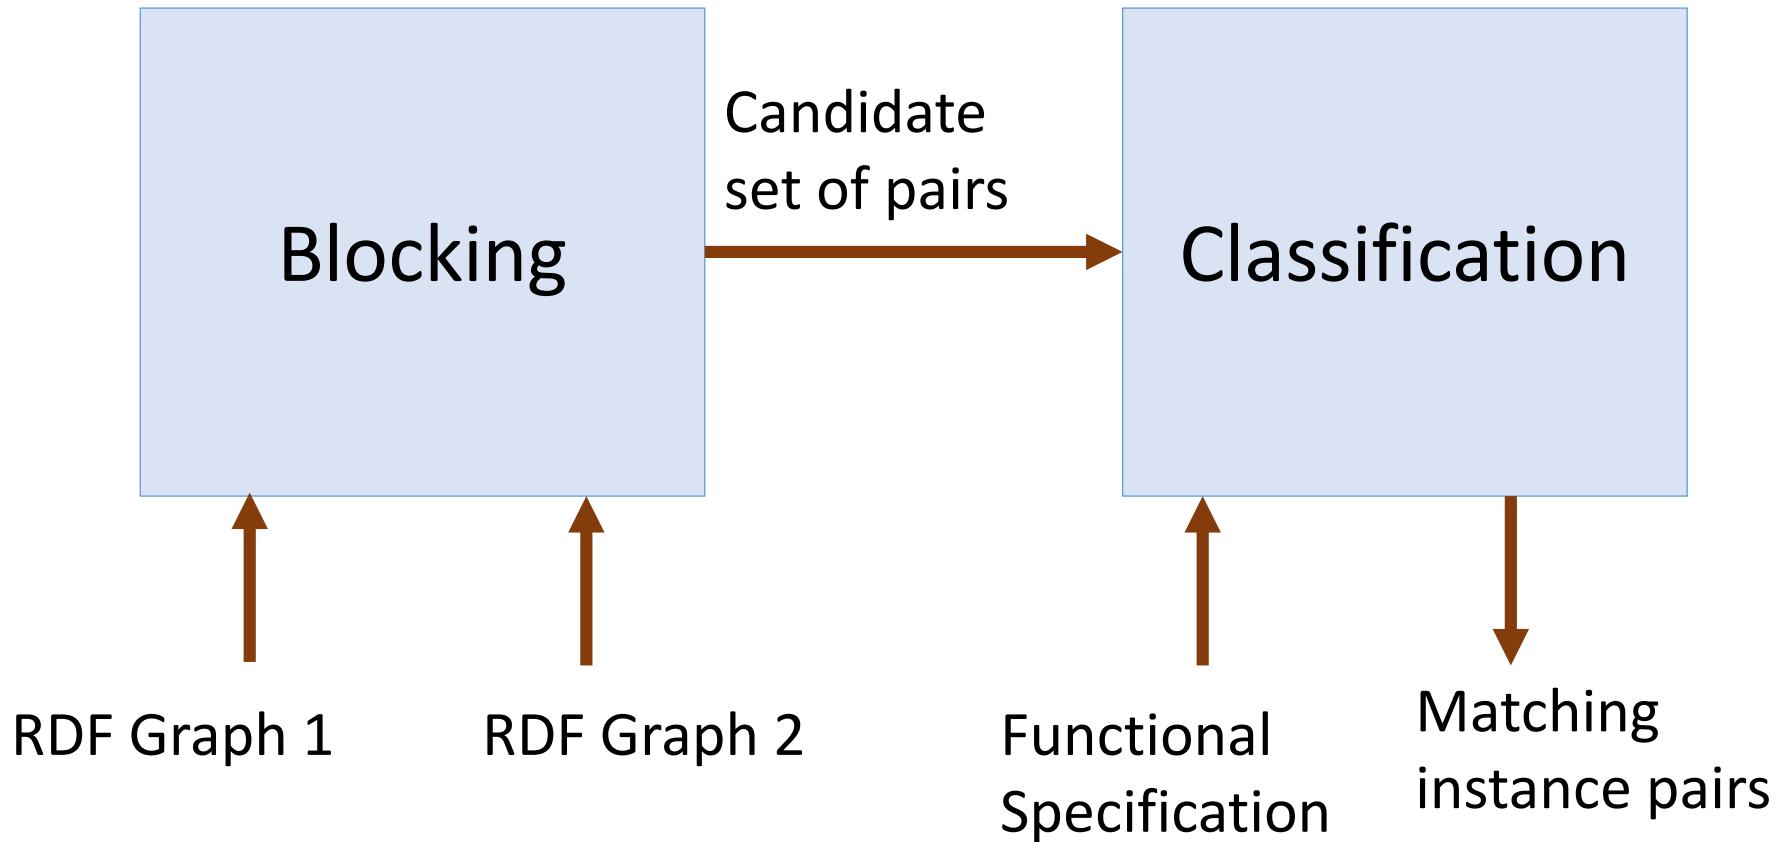 Blocking
Candidate
set of pairs
Classification
RDF Graph 1
RDF Graph 2
Functional
Specification
Matching
instance pairs